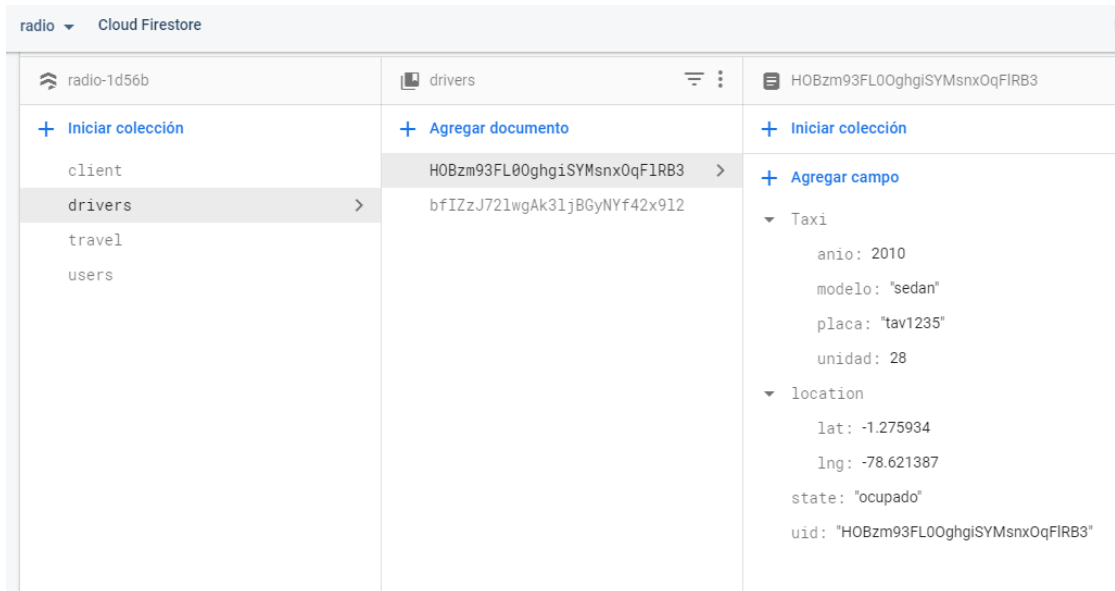 radio Cloud Firestore
radio-1d56b
drivers
HOBzm93FL0OghgiSYMsnxOqFlRB3
+ Iniciar colección
+ Agregar documento
+ Iniciar colección
client
drivers
travel
users
HOBzm93FL0OghgiSYMsnxOqFlRB3
bfIZzJ72lwgAk3ljBGyNYf42x9l2
+ Agregar campo
Taxi
anio: 2010
modelo: "sedan"
placa: "tav1235"
unidad: 28
location
lat: -1.275934
lng: -78.621387
state: "ocupado"
uid: "HOBzm93FL0OghgiSYMsnxOqFlRB3"